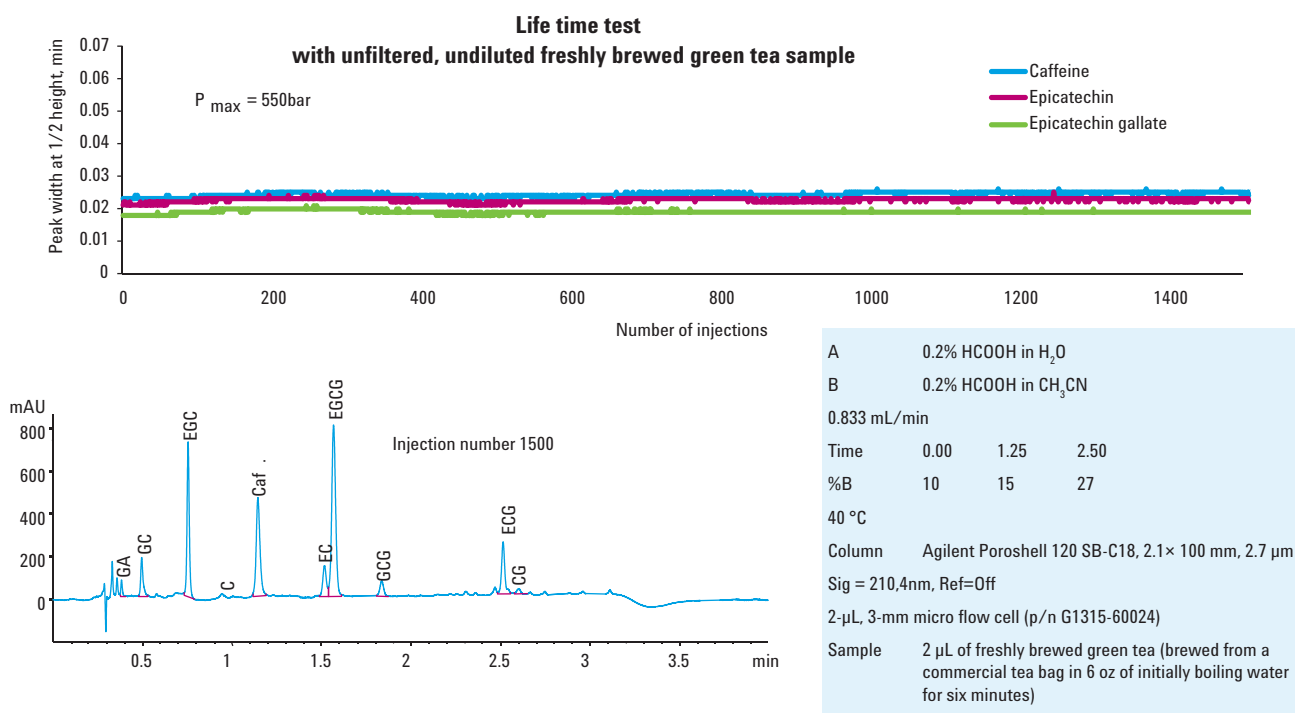 Life time test
with unfiltered, undiluted freshly brewed green tea sample
Peak width at 1/2 height, min
0.07
0.06
0.05
0.04
0.03
0.02
0.01
0
P max = 550bar
Caffeine
Epicatechin
Epicatechin gallate
0 200 400 600 800 1000 1200 1400
Number of injections
mAU
800
600
400
200
0
GA
GC
EGC
C
Caf .
EC
EGCG
GCG
ECG
CG
Injection number 1500
0.5 1 1.5 2 2.5 3 3.5 min
A 0.2% HCOOH in H₂O
B 0.2% HCOOH in CH₃CN
0.833 mL/min
Time 0.00 1.25 2.50
%B 10 15 27
40 °C
Column Agilent Poroshell 120 SB-C18, 2.1× 100 mm, 2.7 µm
Sig = 210,4nm, Ref=Off
2-µL, 3-mm micro flow cell (p/n G1315-60024)
Sample 2 µL of freshly brewed green tea (brewed from a
commercial tea bag in 6 oz of initially boiling water
for six minutes)